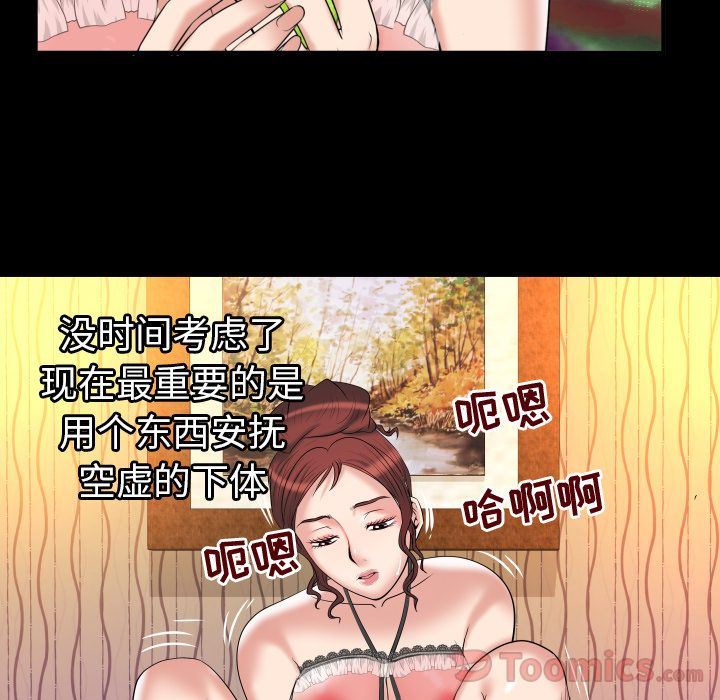 没时间考虑了
现在最重要的是
用个东西安抚
空虚的下体
呃嗯
哈啊啊
呃嗯
Toomics.com